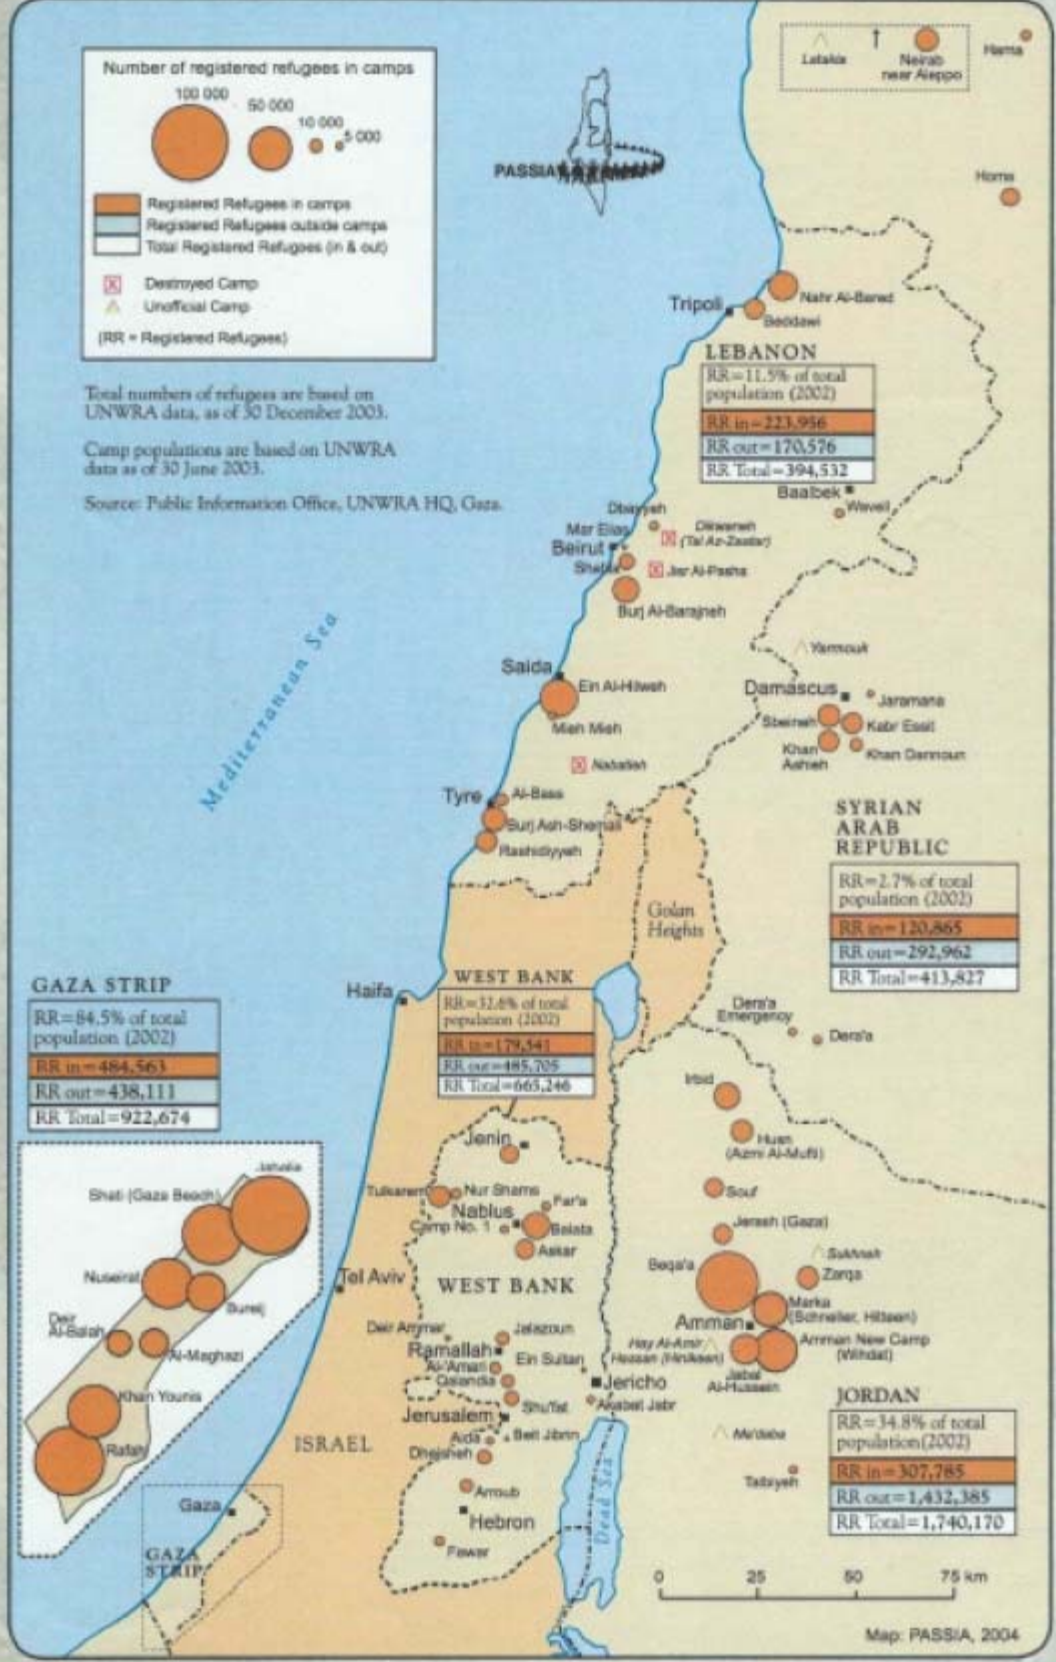 Number of registered refugees in camps
100 000
50 000
10 000
5 000
Registered Refugees in camps
Registered Refugees outside camps
Total Registered Refugees (in & out)
Destroyed Camp
Unofficial Camp
(RR = Registered Refugees)
Total numbers of refugees are based on
UNWRA data, as of 30 December 2003.
Camp populations are based on UNWRA
data as of 30 June 2003.
Source: Public Information Office, UNWRA HQ, Gaza.
PASSIA
Latakia
Neirab
near Aleppo
Hama
Homs
Tripoli
Nahr Al-Bared
Beddawi
LEBANON
RR=11.5% of total
population (2002)
RR in=223,956
RR out=170,576
RR Total=394,532
Baalbek
Wavell
Dbayyeh
Dikwaneh
(Tal Az-Zaatar)
Mar Elias
Beirut
Shatila
Jisr Al-Pasha
Burj Al-Barajneh
Mediterranean Sea
Saida
Ein Al-Hilweh
Mieh Mieh
Nabatieh
Tyre
Al-Bass
Burj Ash-Shemali
Rashidiyyeh
Yarmouk
Damascus
Jaramana
Sbeineh
Kabr Essit
Khan
Ashieh
Khan Dannoun
SYRIAN
ARAB
REPUBLIC
RR=2.7% of total
population (2002)
RR in=120,865
RR out=292,962
RR Total=413,827
Golan
Heights
Haifa
GAZA STRIP
RR=84.5% of total
population (2002)
RR in=484,563
RR out=438,111
RR Total=922,674
WEST BANK
RR=32.6% of total
population (2002)
RR in=179,541
RR out=485,705
RR Total=665,246
Dera'a
Emergency
Dera'a
Irbid
Husn
(Azmi Al-Mufti)
Souf
Jerash (Gaza)
Sukhneh
Beqa'a
Zarqa
Marka
(Schneller, Hitteen)
Amman
Amman New Camp
(Wihdat)
Hay Al-Amir
Hassan (Hinikeen)
Jabal
Al-Hussein
Madaba
Talbiyeh
JORDAN
RR=34.8% of total
population(2002)
RR in=307,785
RR out=1,432,385
RR Total=1,740,170
Jenin
Tulkarem
Nur Shams
Far'a
Nablus
Camp No. 1
Balata
Askar
WEST BANK
Tel Aviv
Deir Ammar
Jalazoun
Ramallah
Al-'Amari
Ein Sultan
Qalandia
Jericho
Shu'fat
Akabat Jabr
Jerusalem
Aida
Beit Jibrin
Dheisheh
Arroub
Hebron
Fawar
ISRAEL
Dead Sea
Jabalia
Shati (Gaza Beach)
Nuseirat
Bureij
Deir
Al-Balah
Al-Maghazi
Khan Younis
Rafah
Gaza
GAZA
STRIP
0
25
50
75 km
Map: PASSIA, 2004